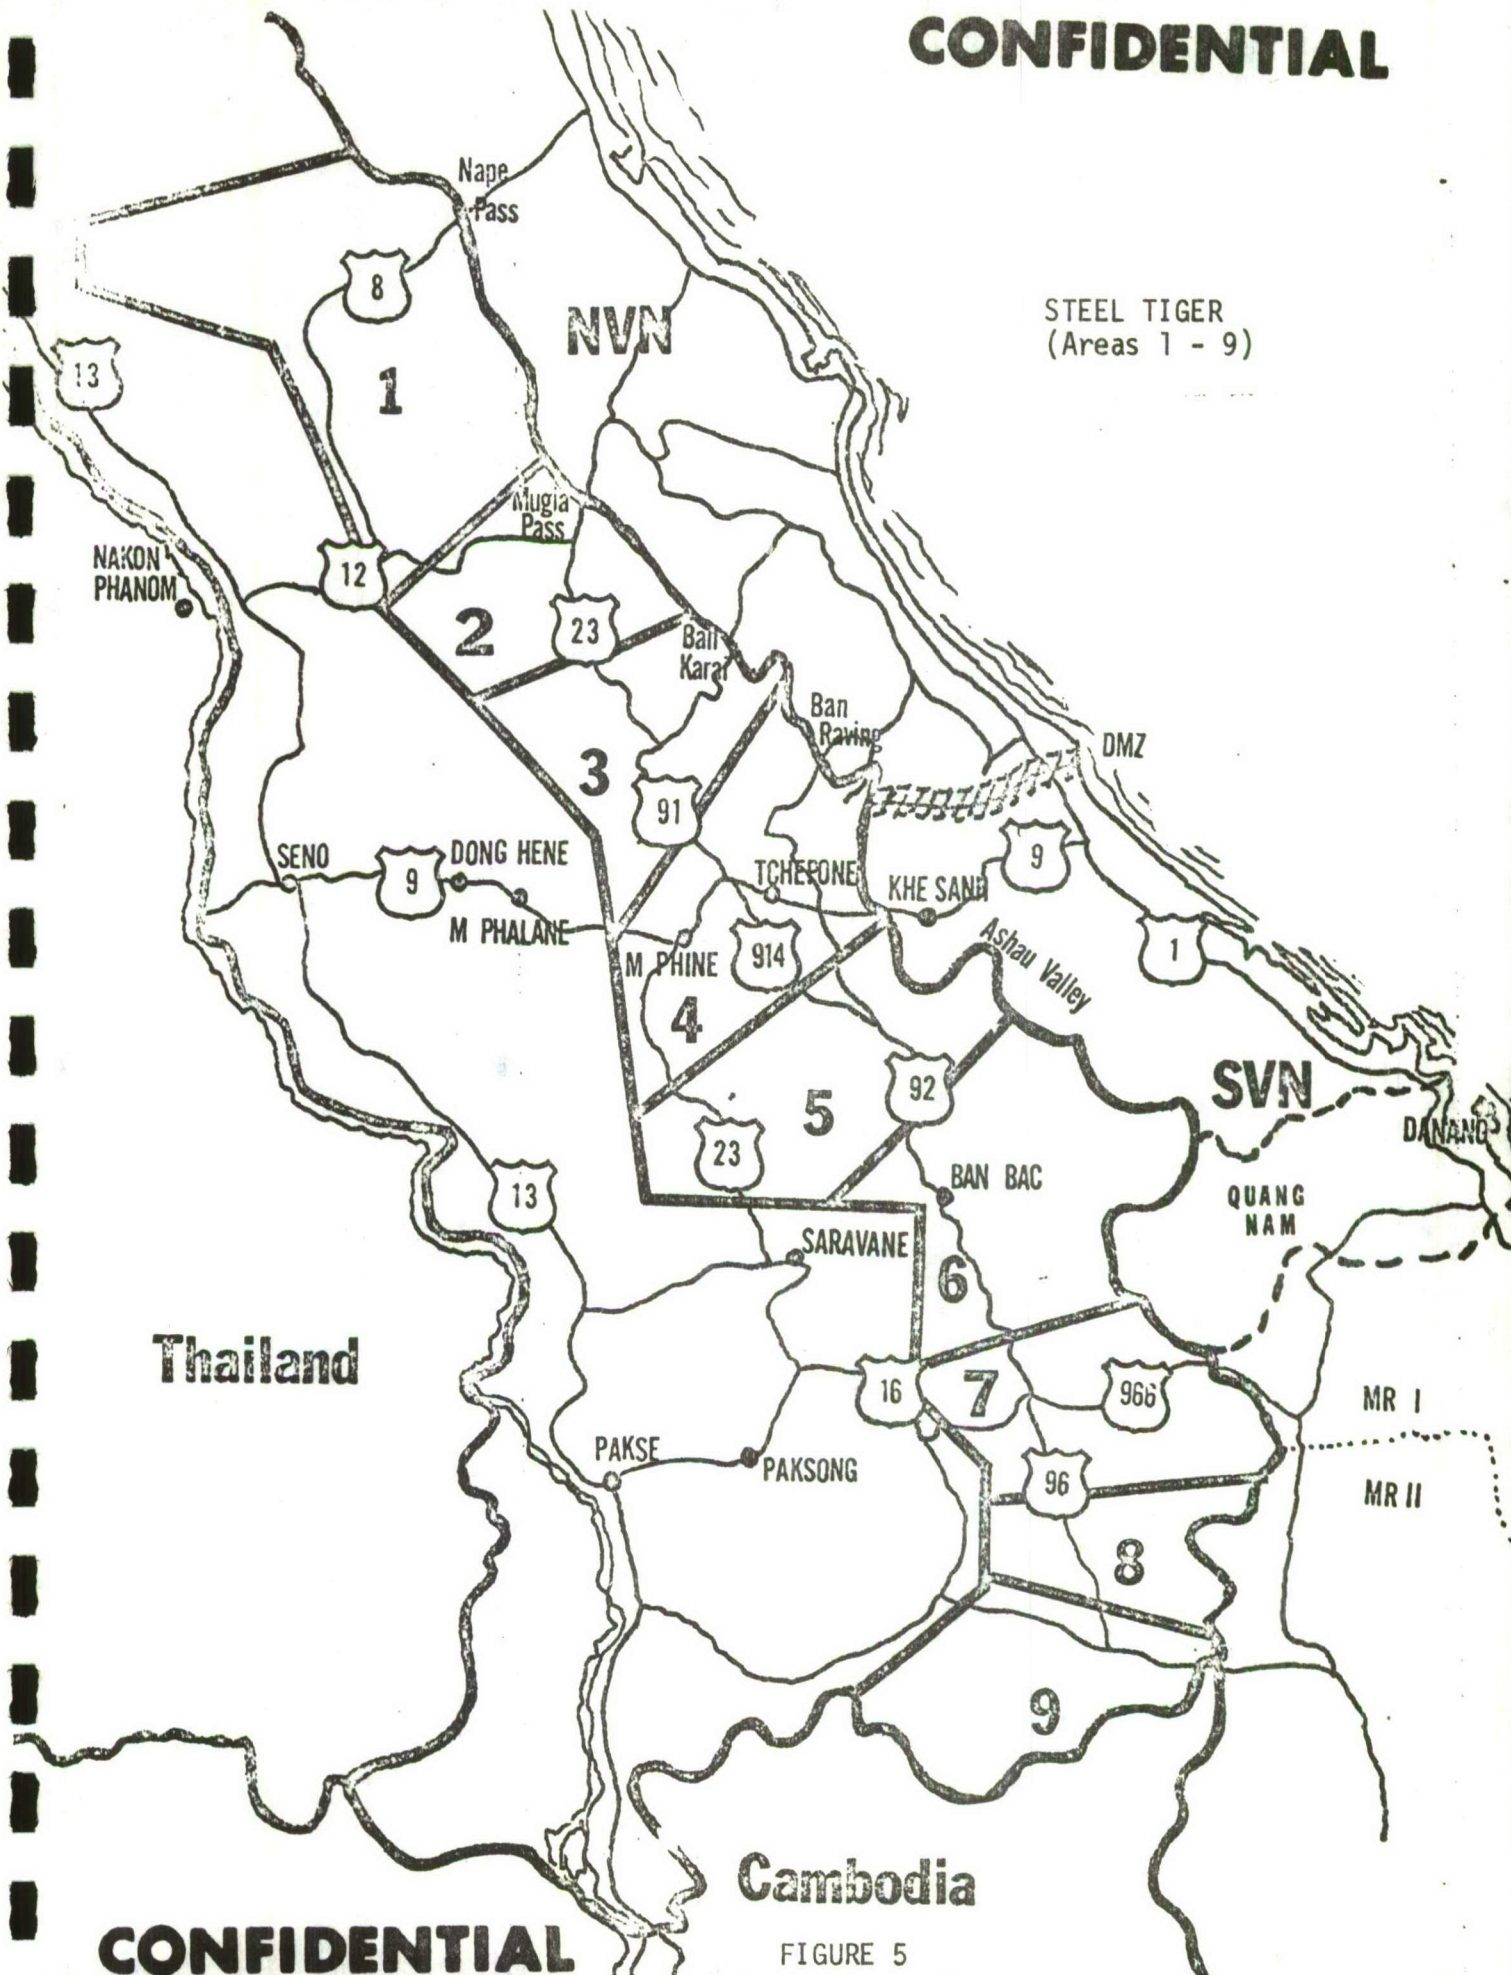 CONFIDENTIAL
Nape
Pass
8
NVN
STEEL TIGER
(Areas 1 - 9)
13
1
Mugia
Pass
NAKON
PHANOM
12
2
23
Ban
Karai
Ban
Raving
DMZ
3
91
9
SENO
9
DONG HENE
TCHEPONE
KHE SANH
M PHALANE
M PHINE
914
Ashau Valley
1
4
92
SVN
5
DANANG
23
13
BAN BAC
QUANG
NAM
SARAVANE
6
Thailand
16
7
966
MR I
PAKSE
PAKSONG
96
MR II
8
9
Cambodia
CONFIDENTIAL
FIGURE 5